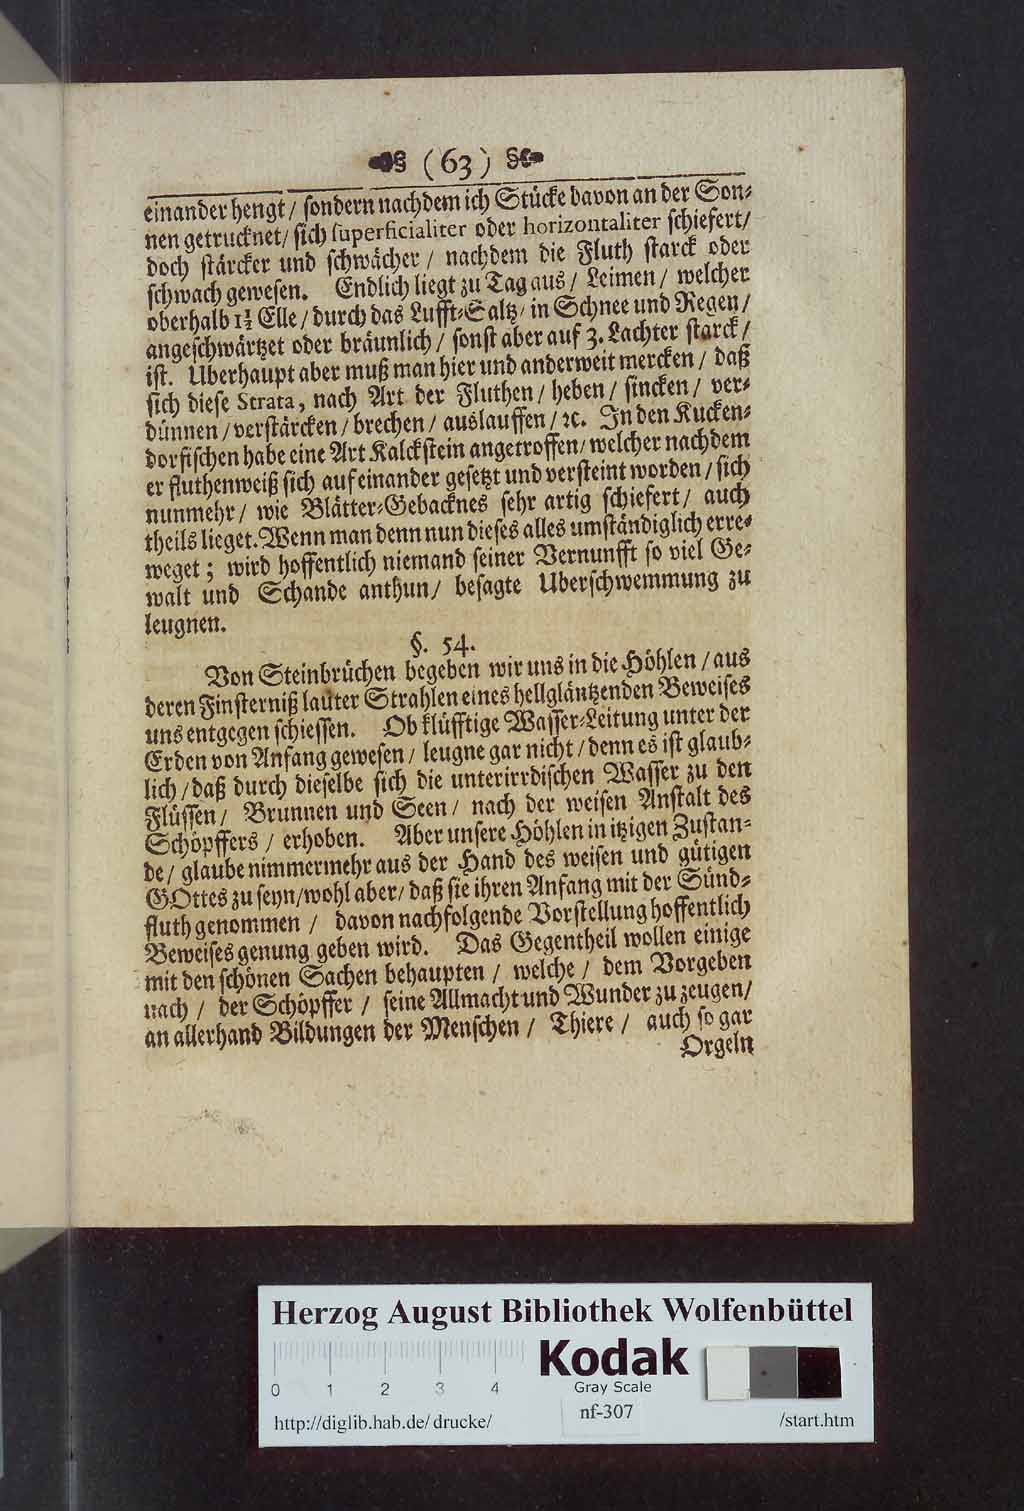 (63)
einander hengt / sondern nachdem ich Stücke davon an der Son-
nen getrucknet / sich superficialiter oder horizontaliter schiefert /
doch stärcker und schwächer / nachdem die Fluth starck oder
schwach gewesen. Endlich liegt zu Tag aus / Leimen / welcher
oberhalb 1½ Elle / durch das Lufft-Saltz / in Schnee und Regen /
angeschwärtzet oder bräunlich / sonst aber auf 3. Lachter starck /
ist. Uberhaupt aber muß man hier und anderweit mercken / daß
sich diese Strata, nach Art der Fluthen / heben / sincken / ver-
dünnen / verstärcken / brechen / auslauffen / ꝛc. In den Kucken-
dorfischen habe eine Art Kalckstein angetroffen / welcher nachdem
er fluthenweiß sich auf einander gesetzt und versteint worden / sich
nunmehr / wie Blätter-Gebacknes sehr artig schiefert / auch
theils lieget. Wenn man denn nun dieses alles umständiglich erre-
weget ; wird hoffentlich niemand seiner Vernunfft so viel Ge-
walt und Schande anthun / besagte Uberschwemmung zu
leugnen.
§. 54.
Von Steinbrüchen begeben wir uns in die Höhlen / aus
deren Finsterniß lauter Strahlen eines hellgläntzenden Beweises
uns entgegen schiessen. Ob klüfftige Wasser-Leitung unter der
Erden von Anfang gewesen / leugne gar nicht / denn es ist glaub-
lich / daß durch dieselbe sich die unterirrdischen Wasser zu den
Flüssen / Brunnen und Seen / nach der weisen Anstalt des
Schöpffers / erhoben. Aber unsere Höhlen in itzigen Zustan-
de / glaube nimmermehr aus der Hand des weisen und gütigen
GOttes zu seyn / wohl aber / daß sie ihren Anfang mit der Sünd-
fluth genommen / davon nachfolgende Vorstellung hoffentlich
Beweises genung geben wird. Das Gegentheil wollen einige
mit den schönen Sachen behaupten / welche / dem Vorgeben
nach / der Schöpffer / seine Allmacht und Wunder zu zeugen /
an allerhand Bildungen der Menschen / Thiere / auch so gar
Orgeln
Herzog August Bibliothek Wolfenbüttel
Kodak
Gray Scale
0 1 2 3 4
nf-307
http://diglib.hab.de/drucke/ /start.htm